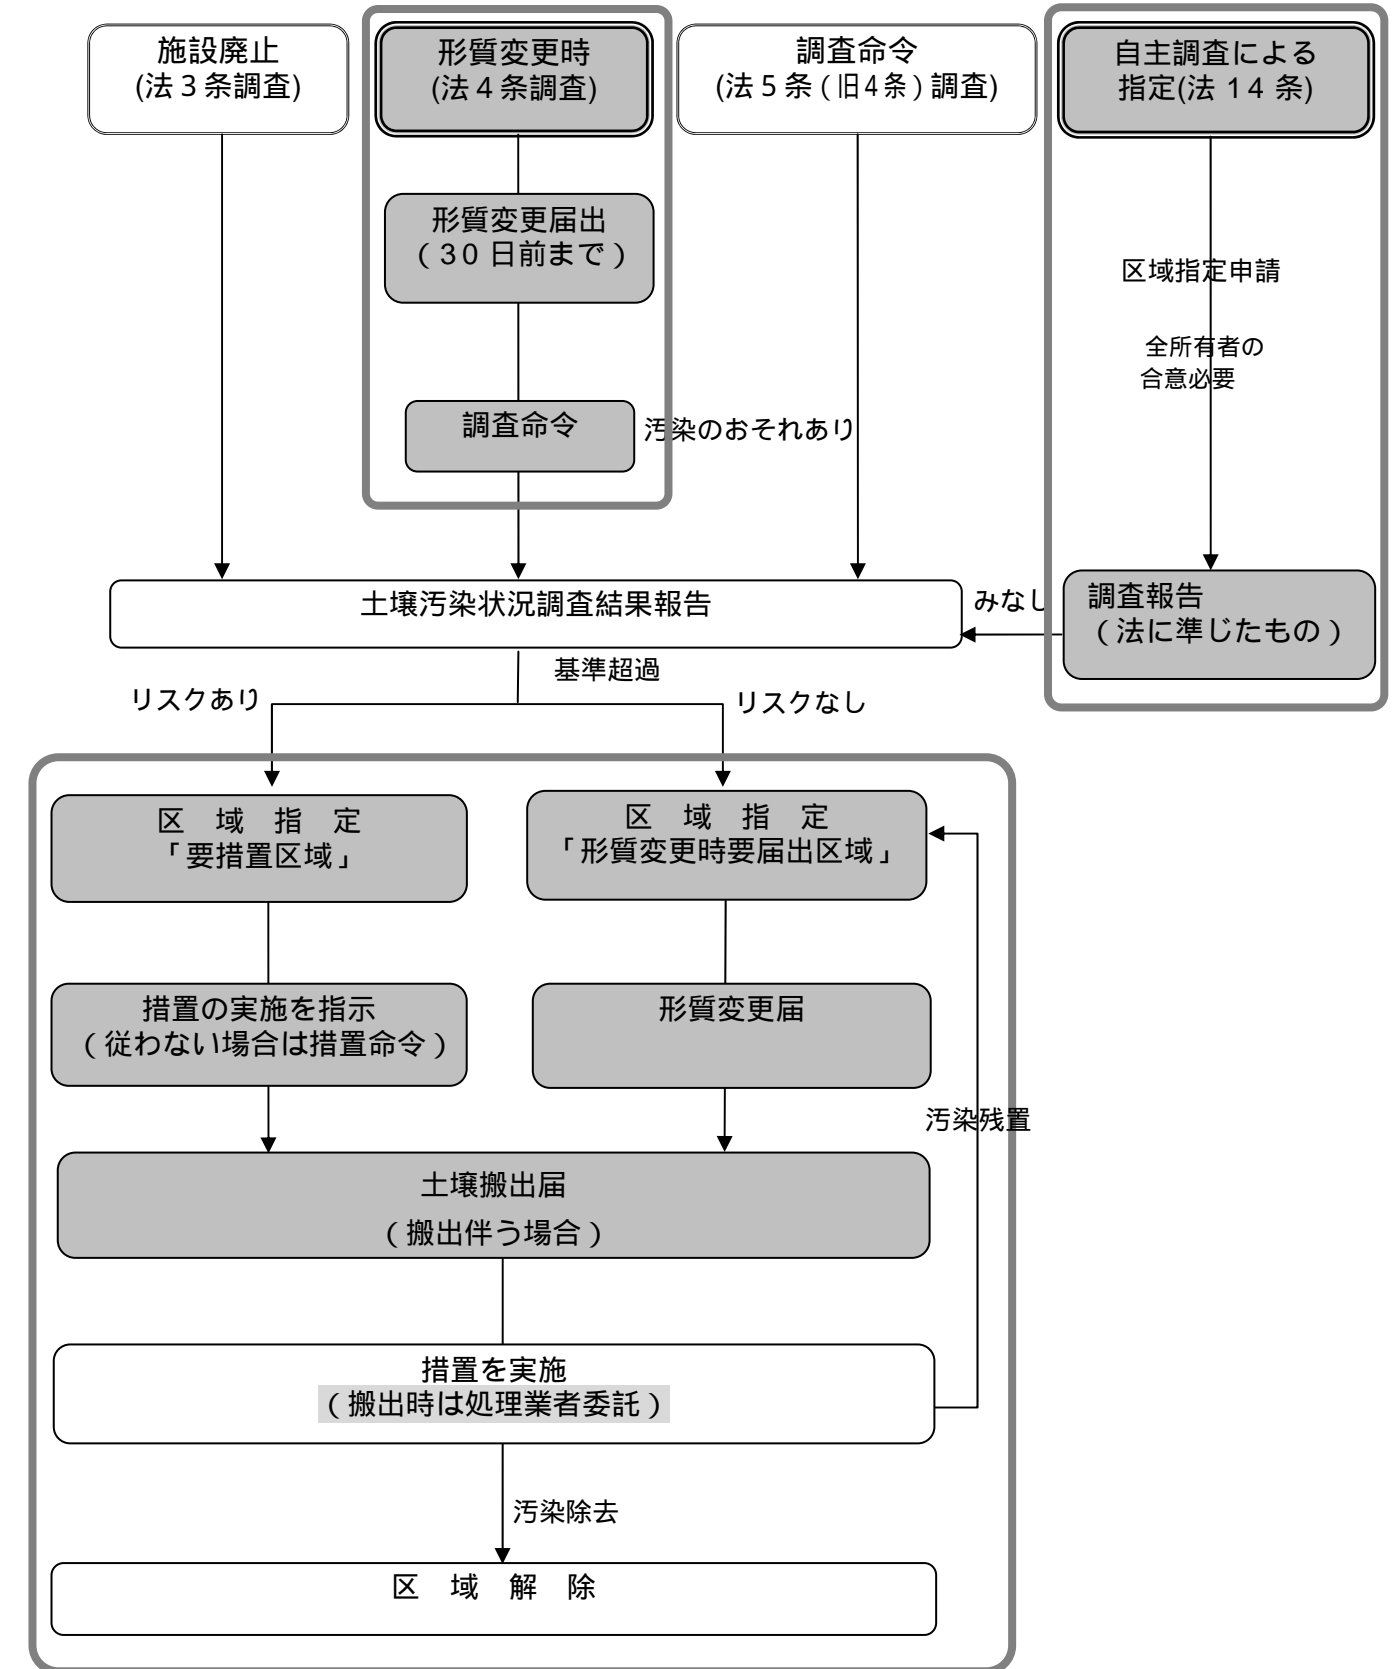 施設廃止
(法3条調査)
形質変更時
(法4条調査)
調査命令
(法5条(旧4条)調査)
自主調査による
指定(法14条)
形質変更届出
(30日前まで)
区域指定申請
全所有者の
合意必要
調査命令
汚染のおそれあり
土壌汚染状況調査結果報告
みなし
調査報告
(法に準じたもの)
基準超過
リスクあり
リスクなし
区 域 指 定
「要措置区域」
区 域 指 定
「形質変更時要届出区域」
措置の実施を指示
(従わない場合は措置命令)
形質変更届
汚染残置
土壌搬出届
(搬出伴う場合)
措置を実施
(搬出時は処理業者委託)
汚染除去
区 域 解 除